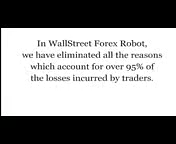 In WallStreet Forex Robot,
we have eliminated all the reasons
which account for over 95% of
the losses incurred by traders.